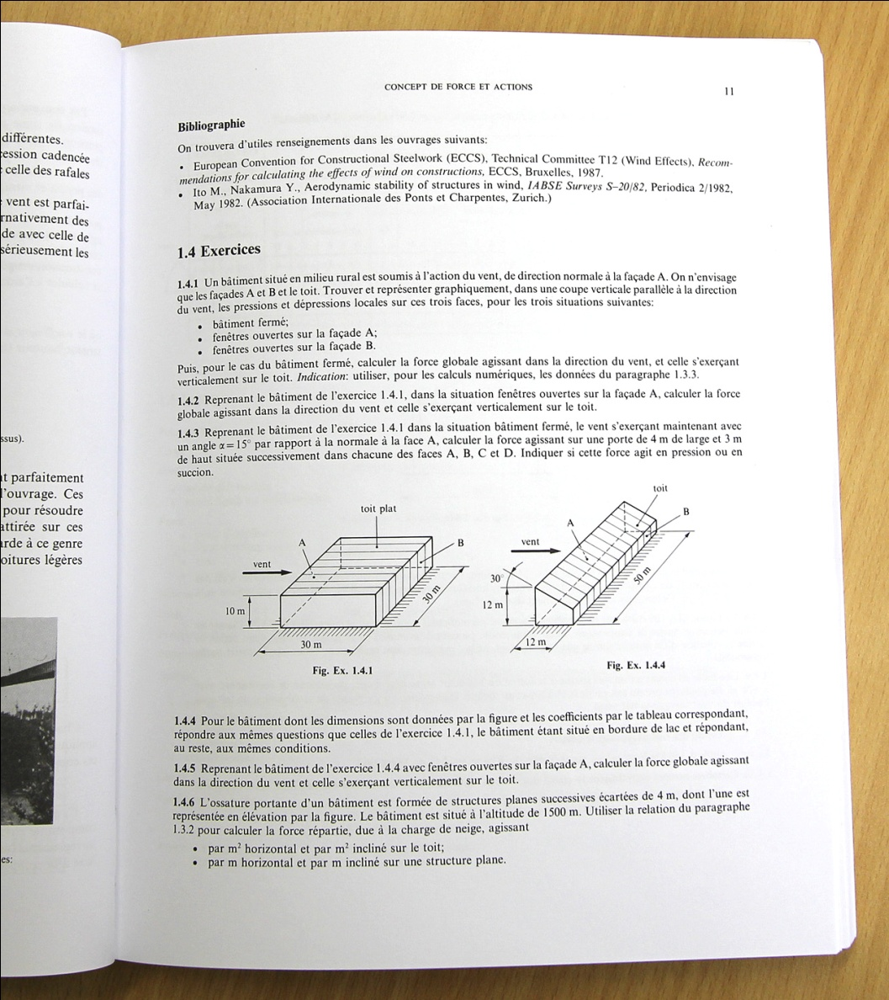 différentes.
ession cadencée
celle des rafales
vent est parfai-
rnativement des
de avec celle de
sérieusement les
ssus).
t parfaitement
l'ouvrage. Ces
pour résoudre
attirée sur ces
rde à ce genre
oitures légères
es:
CONCEPT DE FORCE ET ACTIONS
11
Bibliographie
On trouvera d'utiles renseignements dans les ouvrages suivants:
• European Convention for Constructional Steelwork (ECCS), Technical Committee T12 (Wind Effects), Recom-
mendations for calculating the effects of wind on constructions, ECCS, Bruxelles, 1987.
• Ito M., Nakamura Y., Aerodynamic stability of structures in wind, IABSE Surveys S–20/82, Periodica 2/1982,
May 1982. (Association Internationale des Ponts et Charpentes, Zurich.)
1.4 Exercices
1.4.1 Un bâtiment situé en milieu rural est soumis à l'action du vent, de direction normale à la façade A. On n'envisage
que les façades A et B et le toit. Trouver et représenter graphiquement, dans une coupe verticale parallèle à la direction
du vent, les pressions et dépressions locales sur ces trois faces, pour les trois situations suivantes:
• bâtiment fermé;
• fenêtres ouvertes sur la façade A;
• fenêtres ouvertes sur la façade B.
Puis, pour le cas du bâtiment fermé, calculer la force globale agissant dans la direction du vent, et celle s'exerçant
verticalement sur le toit. Indication: utiliser, pour les calculs numériques, les données du paragraphe 1.3.3.
1.4.2 Reprenant le bâtiment de l'exercice 1.4.1, dans la situation fenêtres ouvertes sur la façade A, calculer la force
globale agissant dans la direction du vent et celle s'exerçant verticalement sur le toit.
1.4.3 Reprenant le bâtiment de l'exercice 1.4.1 dans la situation bâtiment fermé, le vent s'exerçant maintenant avec
un angle α = 15° par rapport à la normale à la face A, calculer la force agissant sur une porte de 4 m de large et 3 m
de haut située successivement dans chacune des faces A, B, C et D. Indiquer si cette force agit en pression ou en
succion.
toit plat
A
B
vent
10 m
30 m
30 m
Fig. Ex. 1.4.1
toit
B
A
vent
30°
12 m
50 m
12 m
Fig. Ex. 1.4.4
1.4.4 Pour le bâtiment dont les dimensions sont données par la figure et les coefficients par le tableau correspondant,
répondre aux mêmes questions que celles de l'exercice 1.4.1, le bâtiment étant situé en bordure de lac et répondant,
au reste, aux mêmes conditions.
1.4.5 Reprenant le bâtiment de l'exercice 1.4.4 avec fenêtres ouvertes sur la façade A, calculer la force globale agissant
dans la direction du vent et celle s'exerçant verticalement sur le toit.
1.4.6 L'ossature portante d'un bâtiment est formée de structures planes successives écartées de 4 m, dont l'une est
représentée en élévation par la figure. Le bâtiment est situé à l'altitude de 1500 m. Utiliser la relation du paragraphe
1.3.2 pour calculer la force répartie, due à la charge de neige, agissant
• par m² horizontal et par m² incliné sur le toit;
• par m horizontal et par m incliné sur une structure plane.